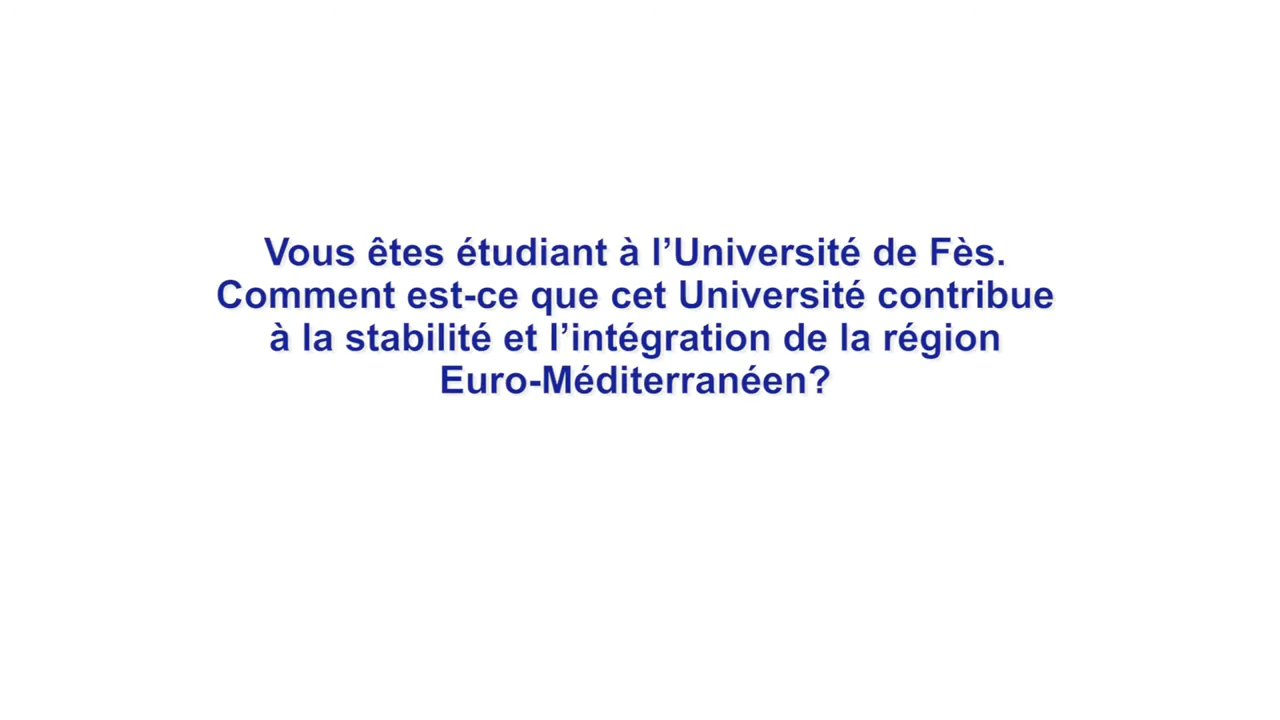 Vous êtes étudiant à l’Université de Fès.
Comment est-ce que cet Université contribue
à la stabilité et l’intégration de la région
Euro-Méditerranéen?